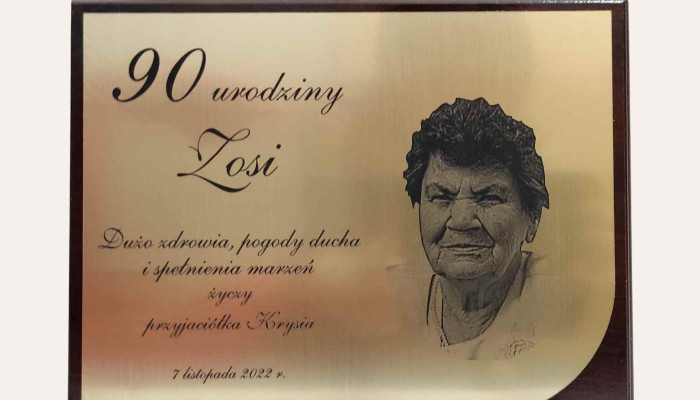 90 urodziny
Zosi
Dużo zdrowia, pogody ducha
i spełnienia marzeń
życzy
przyjaciółka Krysia
7 listopada 2022 r.